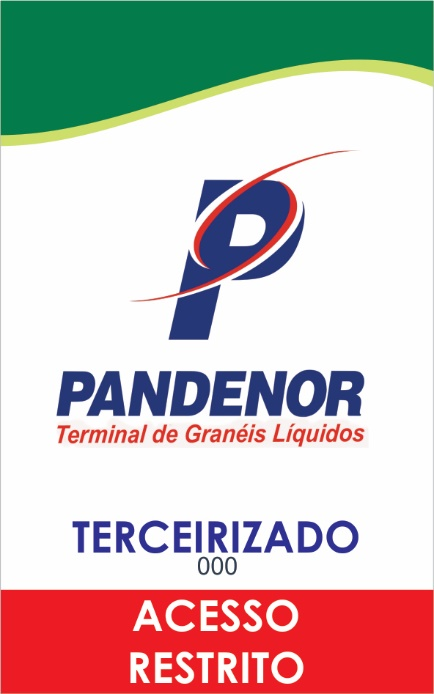 PANDENOR
Terminal de Granéis Líquidos
TERCEIRIZADO
000
ACESSO
RESTRITO